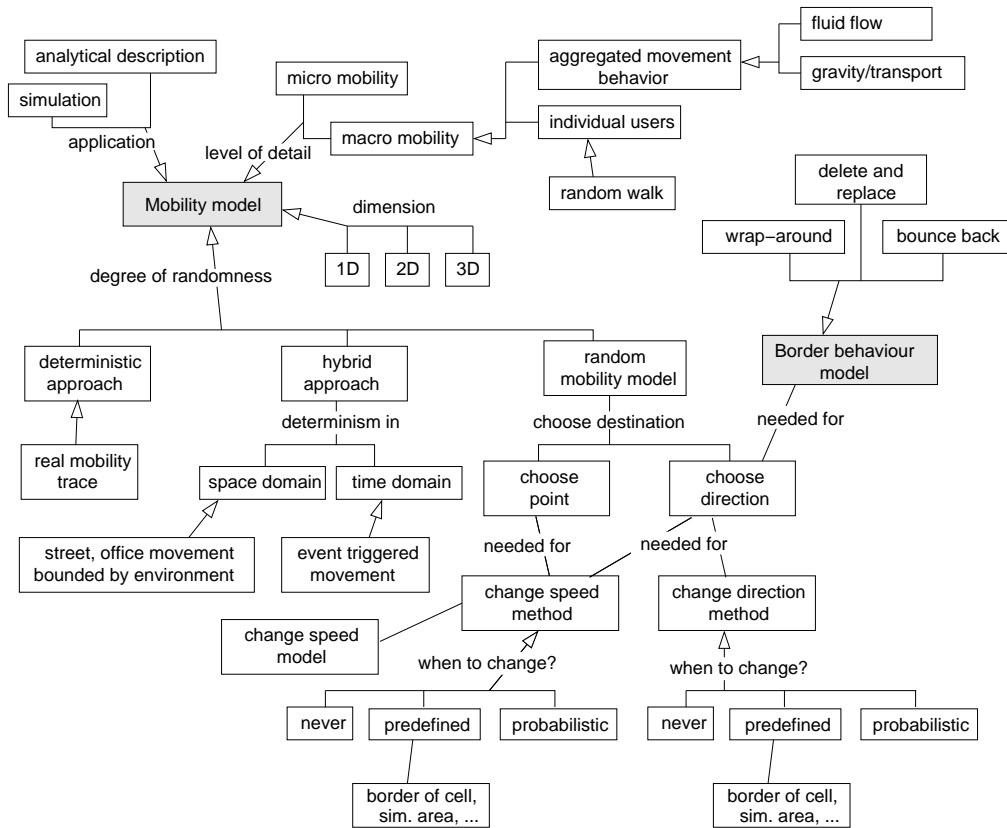 fluid flow
analytical description
aggregated movement
behavior
micro mobility
gravity/transport
simulation
individual users
macro mobility
application
level of detail
delete and
replace
random walk
Mobility model
dimension
wrap−around
bounce back
1D
2D
3D
degree of randomness
deterministic
approach
hybrid
approach
random
mobility model
Border behaviour
model
determinism in
choose destination
needed for
real mobility
trace
space domain
time domain
choose
point
choose
direction
street, office movement
bounded by environment
event triggered
movement
needed for
needed for
change speed
method
change direction
method
change speed
model
when to change?
when to change?
never
predefined
probabilistic
never
predefined
probabilistic
border of cell,
sim. area, ...
border of cell,
sim. area, ...